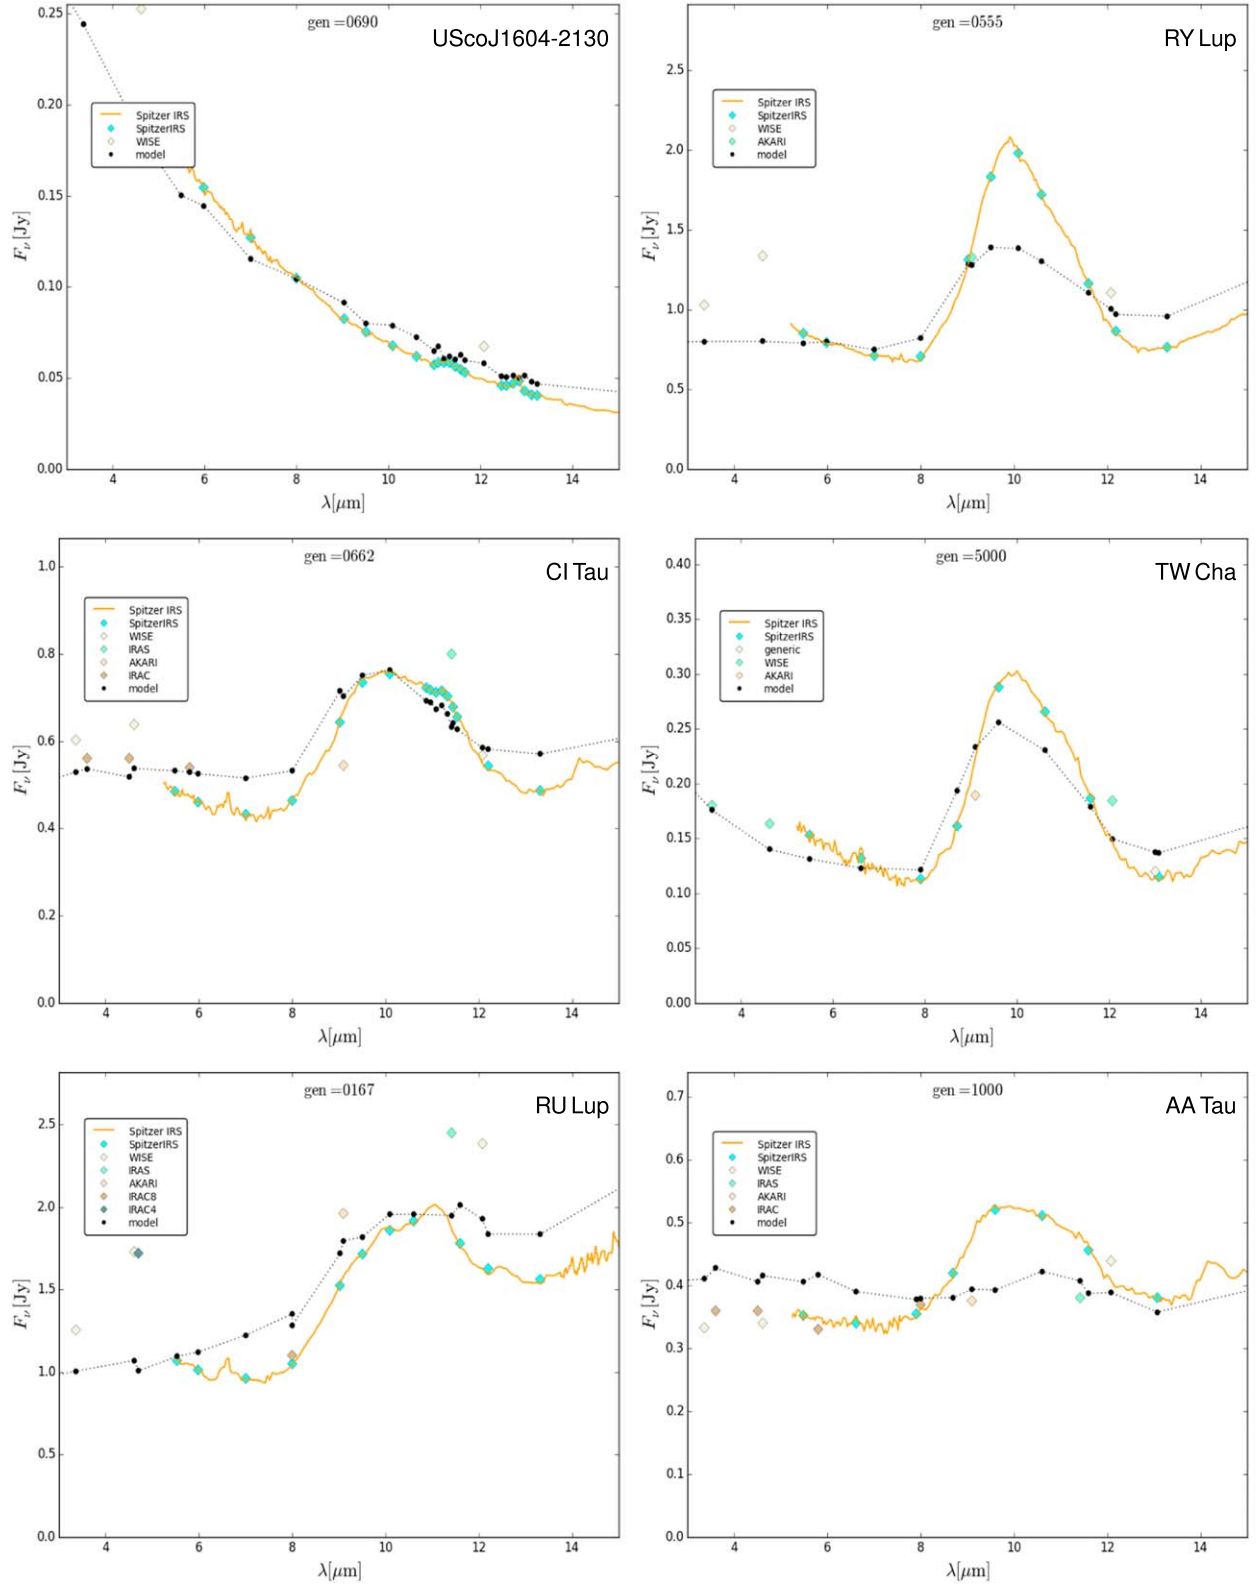 gen = 0690
UScoJ1604-2130
0.25
0.20
0.15
0.10
0.05
0.00
Fν [Jy]
Spitzer IRS
SpitzerIRS
WISE
model
4 6 8 10 12 14
λ[μm]
gen = 0555
RY Lup
2.5
2.0
1.5
1.0
0.5
0.0
Fν [Jy]
Spitzer IRS
SpitzerIRS
WISE
AKARI
model
4 6 8 10 12 14
λ[μm]
gen = 0662
CI Tau
1.0
0.8
0.6
0.4
0.2
0.0
Fν [Jy]
Spitzer IRS
SpitzerIRS
WISE
IRAS
AKARI
IRAC
model
4 6 8 10 12 14
λ[μm]
gen = 5000
TW Cha
0.40
0.35
0.30
0.25
0.20
0.15
0.10
0.05
0.00
Fν [Jy]
Spitzer IRS
SpitzerIRS
generic
WISE
AKARI
model
4 6 8 10 12 14
λ[μm]
gen = 0167
RU Lup
2.5
2.0
1.5
1.0
0.5
0.0
Fν [Jy]
Spitzer IRS
SpitzerIRS
WISE
IRAS
AKARI
IRAC8
IRAC4
model
4 6 8 10 12 14
λ[μm]
gen = 1000
AA Tau
0.7
0.6
0.5
0.4
0.3
0.2
0.1
0.0
Fν [Jy]
Spitzer IRS
SpitzerIRS
WISE
IRAS
AKARI
IRAC
model
4 6 8 10 12 14
λ[μm]